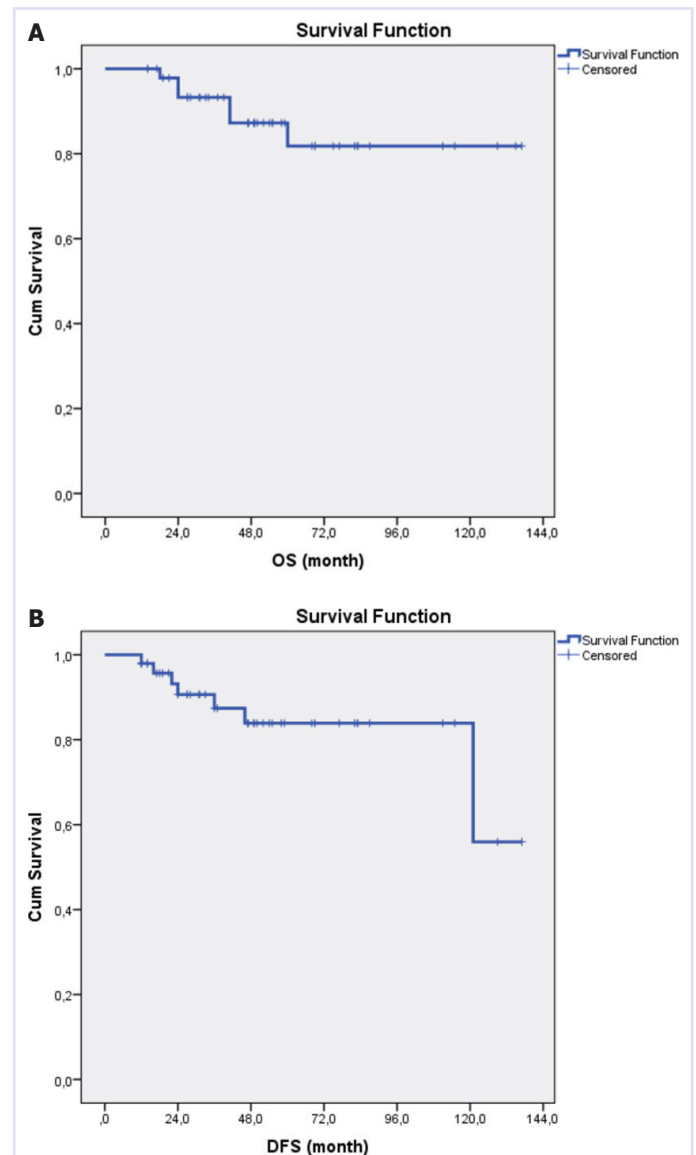 A
Survival Function
Survival Function
Censored
1,0
0,8
0,6
0,4
0,2
0,0
Cum Survival
,0 24,0 48,0 72,0 96,0 120,0 144,0
OS (month)
B
Survival Function
Survival Function
Censored
1,0
0,8
0,6
0,4
0,2
0,0
Cum Survival
,0 24,0 48,0 72,0 96,0 120,0 144,0
DFS (month)